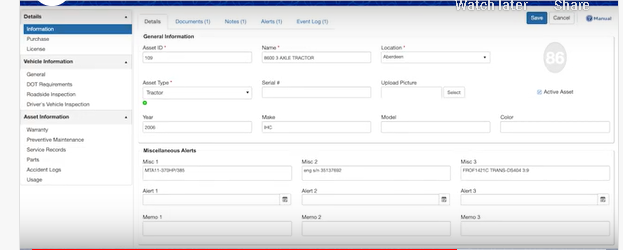 Watch later Share
Details
Information
Purchase
License
Vehicle Information
General
DOT Requirements
Roadside Inspection
Driver's Vehicle Inspection
Asset Information
Warranty
Preventive Maintenance
Service Records
Parts
Accident Logs
Usage
Details Documents (1) Notes (1) Alerts (1) Event Log (1) Save Cancel Manual
General Information
Asset ID * Name * Location *
109 9600 3 AXLE TRACTOR Aberdeen
86
Asset Type * Serial # Upload Picture
Tractor Select Active Asset
Year Make Model Color
2006 IHC
Miscellaneous Alerts
Misc 1 Misc 2 Misc 3
MTA11-370HP/385 eng s/n 35137692 FROF1421C TRANS-DS404 3.9
Alert 1 Alert 2 Alert 3
Memo 1 Memo 2 Memo 3